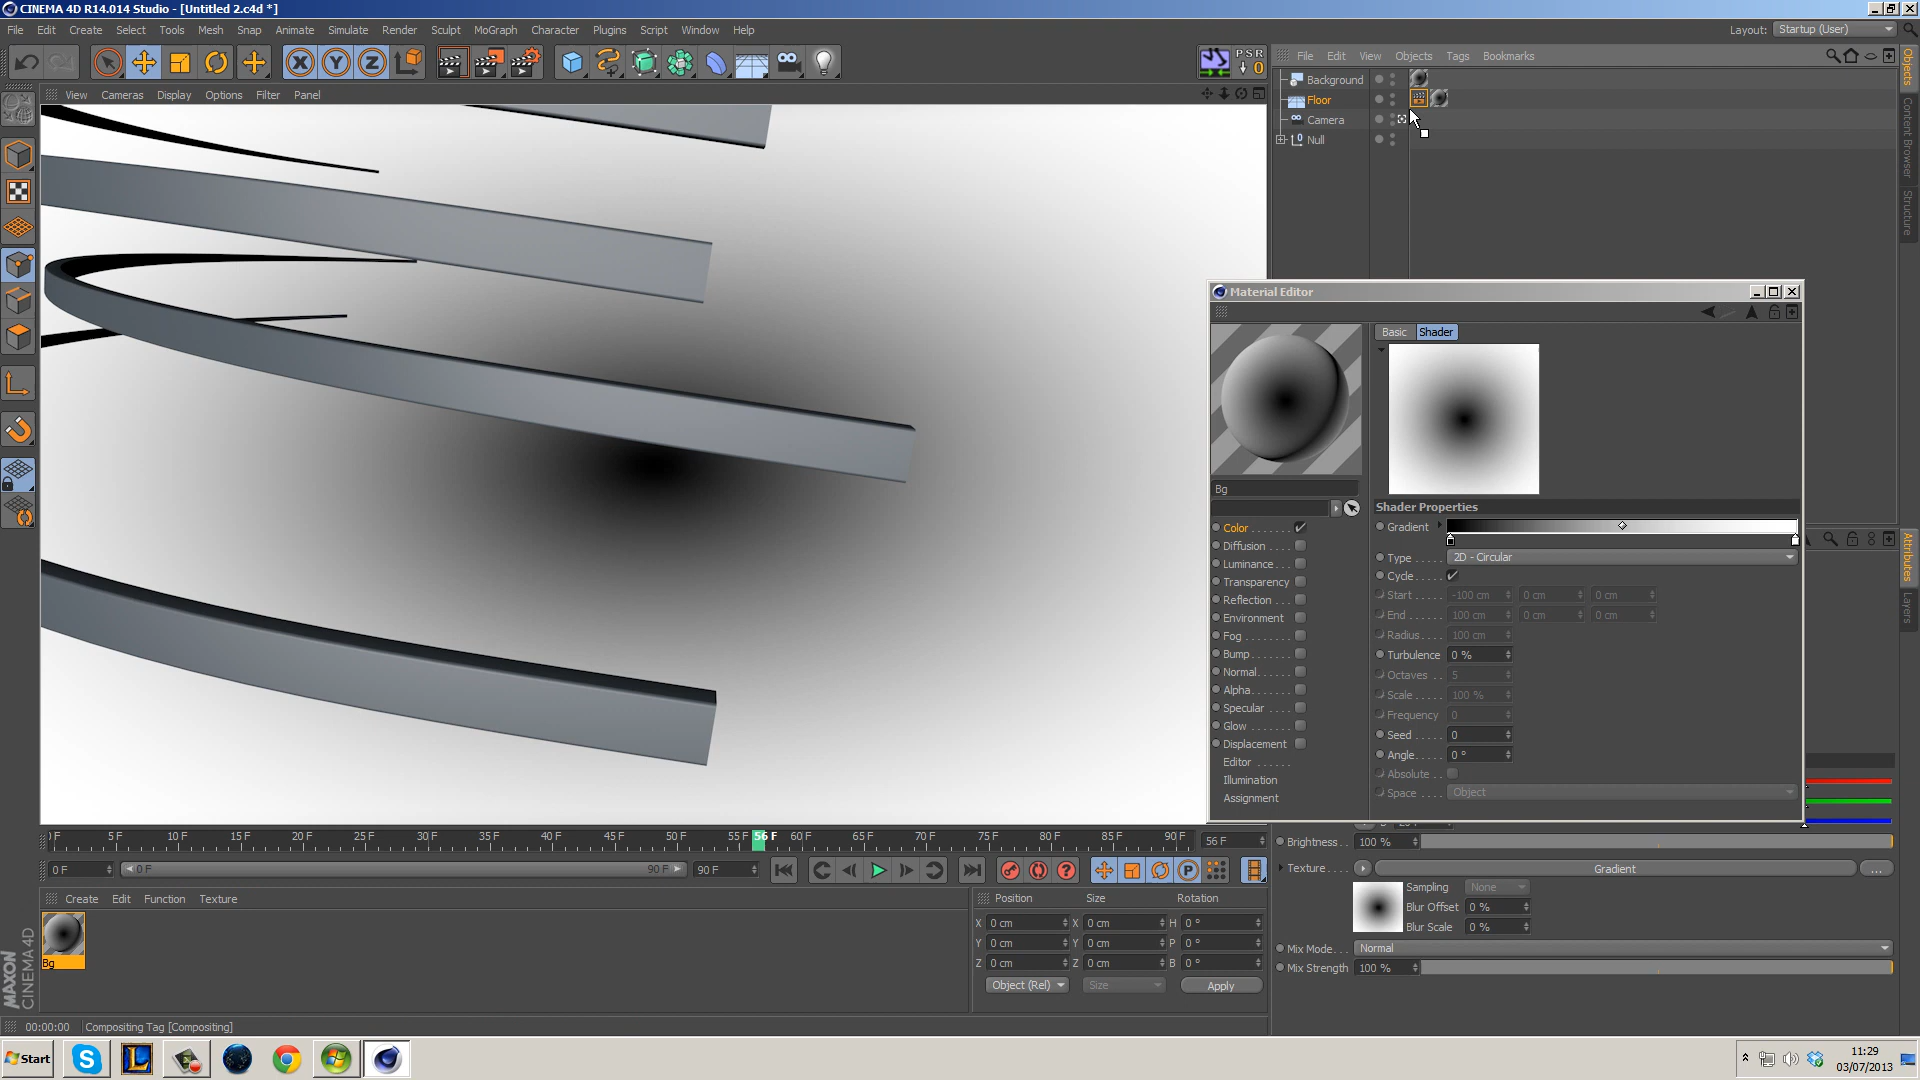 CINEMA 4D R14.014 Studio - [Untitled 2.c4d *]
File Edit Create Select Tools Mesh Snap Animate Simulate Render Sculpt MoGraph Character Plugins Script Window Help
Layout: Startup (User)
PSR
0
File Edit View Objects Tags Bookmarks
View Cameras Display Options Filter Panel
Background
Floor
Camera
Null
Objects
Content Browser
Structure
Attributes
Layers
Material Editor
Basic Shader
Bg
Color
Diffusion
Luminance
Transparency
Reflection
Environment
Fog
Bump
Normal
Alpha
Specular
Glow
Displacement
Editor
Illumination
Assignment
Shader Properties
Gradient
Type 2D - Circular
Cycle
Start -100 cm 0 cm 0 cm
End 100 cm 0 cm 0 cm
Radius 100 cm
Turbulence 0 %
Octaves 5
Scale 100 %
Frequency 0
Seed 0
Angle 0 °
Absolute
Space Object
5 F 10 F 15 F 20 F 25 F 30 F 35 F 40 F 45 F 50 F 55 F 56 F 60 F 65 F 70 F 75 F 80 F 85 F 90 F 56 F
0 F 0 F 90 F 90 F
Brightness 100 %
Texture Gradient ...
Sampling None
Blur Offset 0 %
Blur Scale 0 %
Mix Mode Normal
Mix Strength 100 %
Create Edit Function Texture
Bg
Position Size Rotation
X 0 cm X 0 cm H 0 °
Y 0 cm Y 0 cm P 0 °
Z 0 cm Z 0 cm B 0 °
Object (Rel) Size Apply
MAXON
CINEMA 4D
00:00:00 Compositing Tag [Compositing]
Start
11:29
03/07/2013